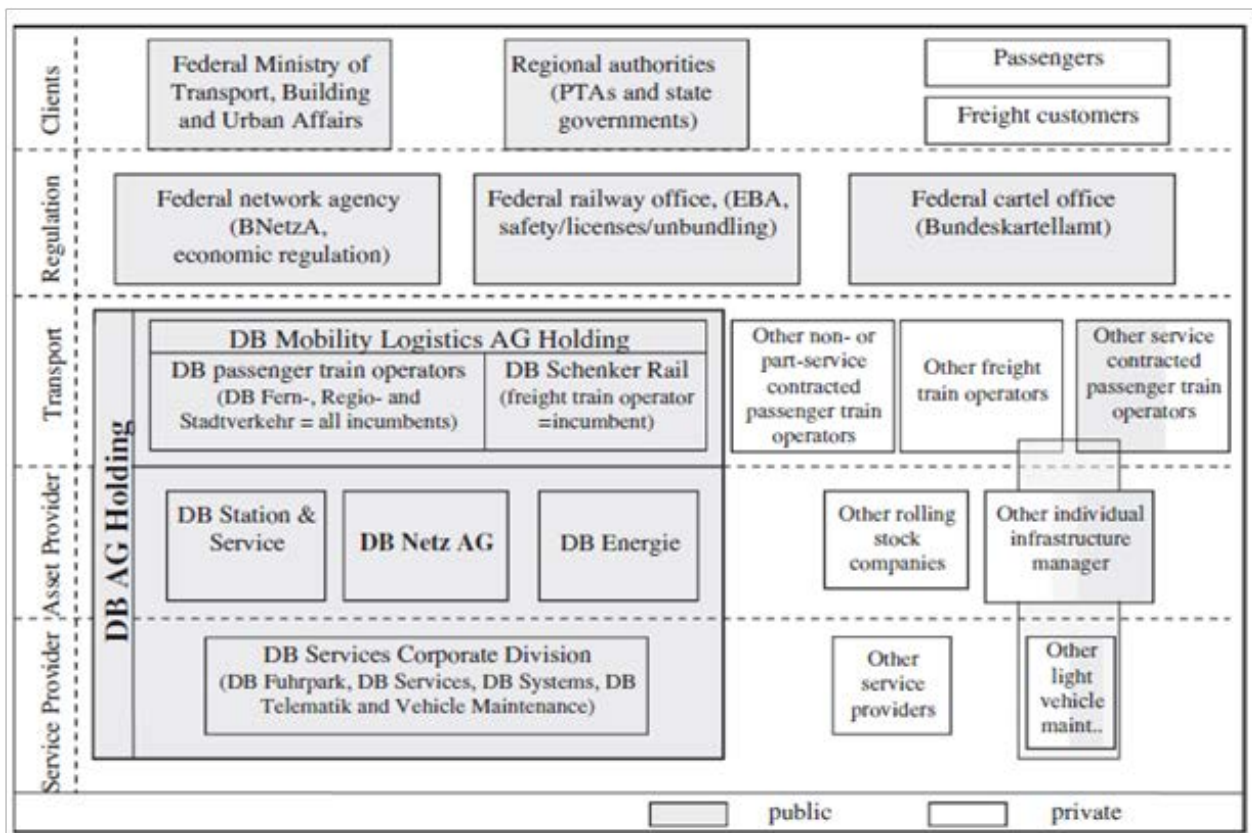 Clients
Federal Ministry of
Transport, Building
and Urban Affairs
Regional authorities
(PTAs and state
governments)
Passengers
Freight customers
Regulation
Federal network agency
(BNetzA,
economic regulation)
Federal railway office, (EBA,
safety/licenses/unbundling)
Federal cartel office
(Bundeskartellamt)
Transport
DB AG Holding
DB Mobility Logistics AG Holding
DB passenger train operators
(DB Fern-, Regio- and
Stadtverkehr = all incumbents)
DB Schenker Rail
(freight train operator
=incumbent)
Other non- or
part-service
contracted
passenger train
operators
Other freight
train operators
Other service
contracted
passenger train
operators
Asset Provider
DB Station &
Service
DB Netz AG
DB Energie
Other rolling
stock
companies
Other individual
infrastructure
manager
Service Provider
DB Services Corporate Division
(DB Fuhrpark, DB Services, DB Systems, DB
Telematik and Vehicle Maintenance)
Other
service
providers
Other
light
vehicle
maint..
public
private